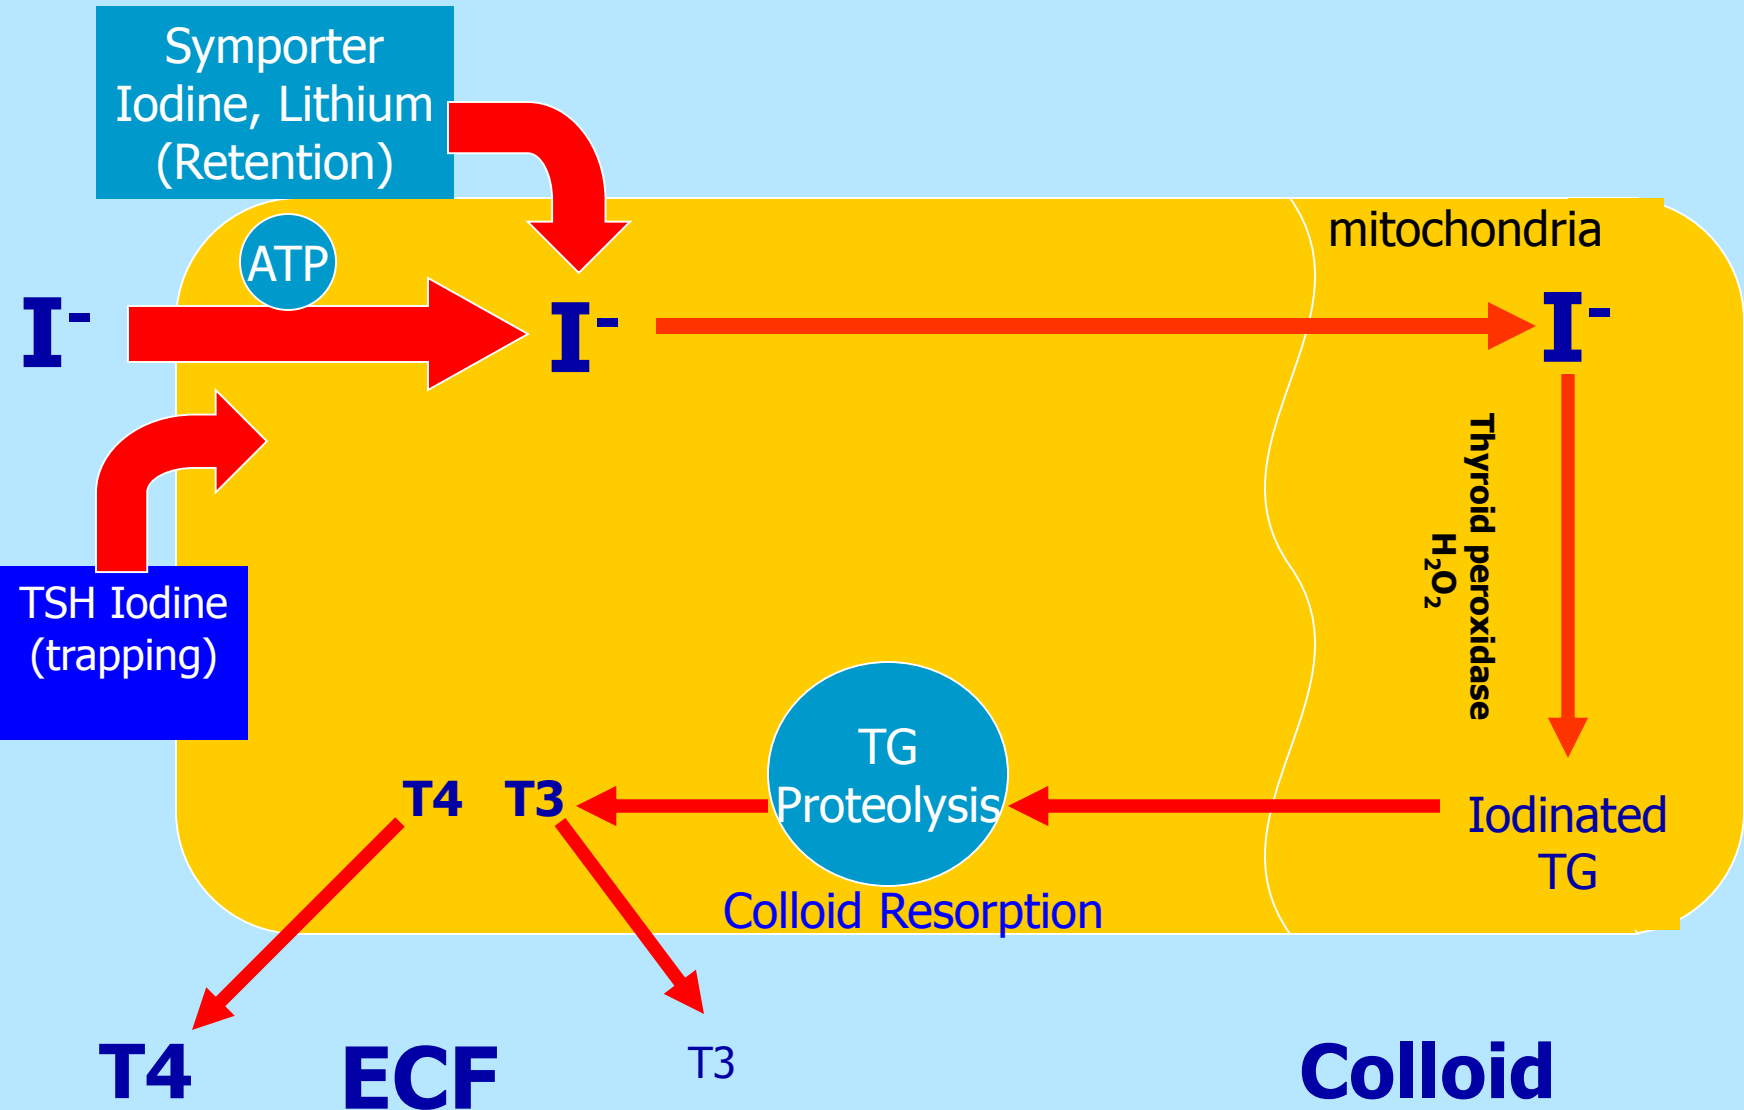 Symporter
Iodine, Lithium
(Retention)
ATP
mitochondria
I-
I-
I-
Thyroid peroxidase
H₂O₂
TSH Iodine
(trapping)
TG
Proteolysis
T4 T3
Iodinated
TG
Colloid Resorption
T4
ECF
T3
Colloid